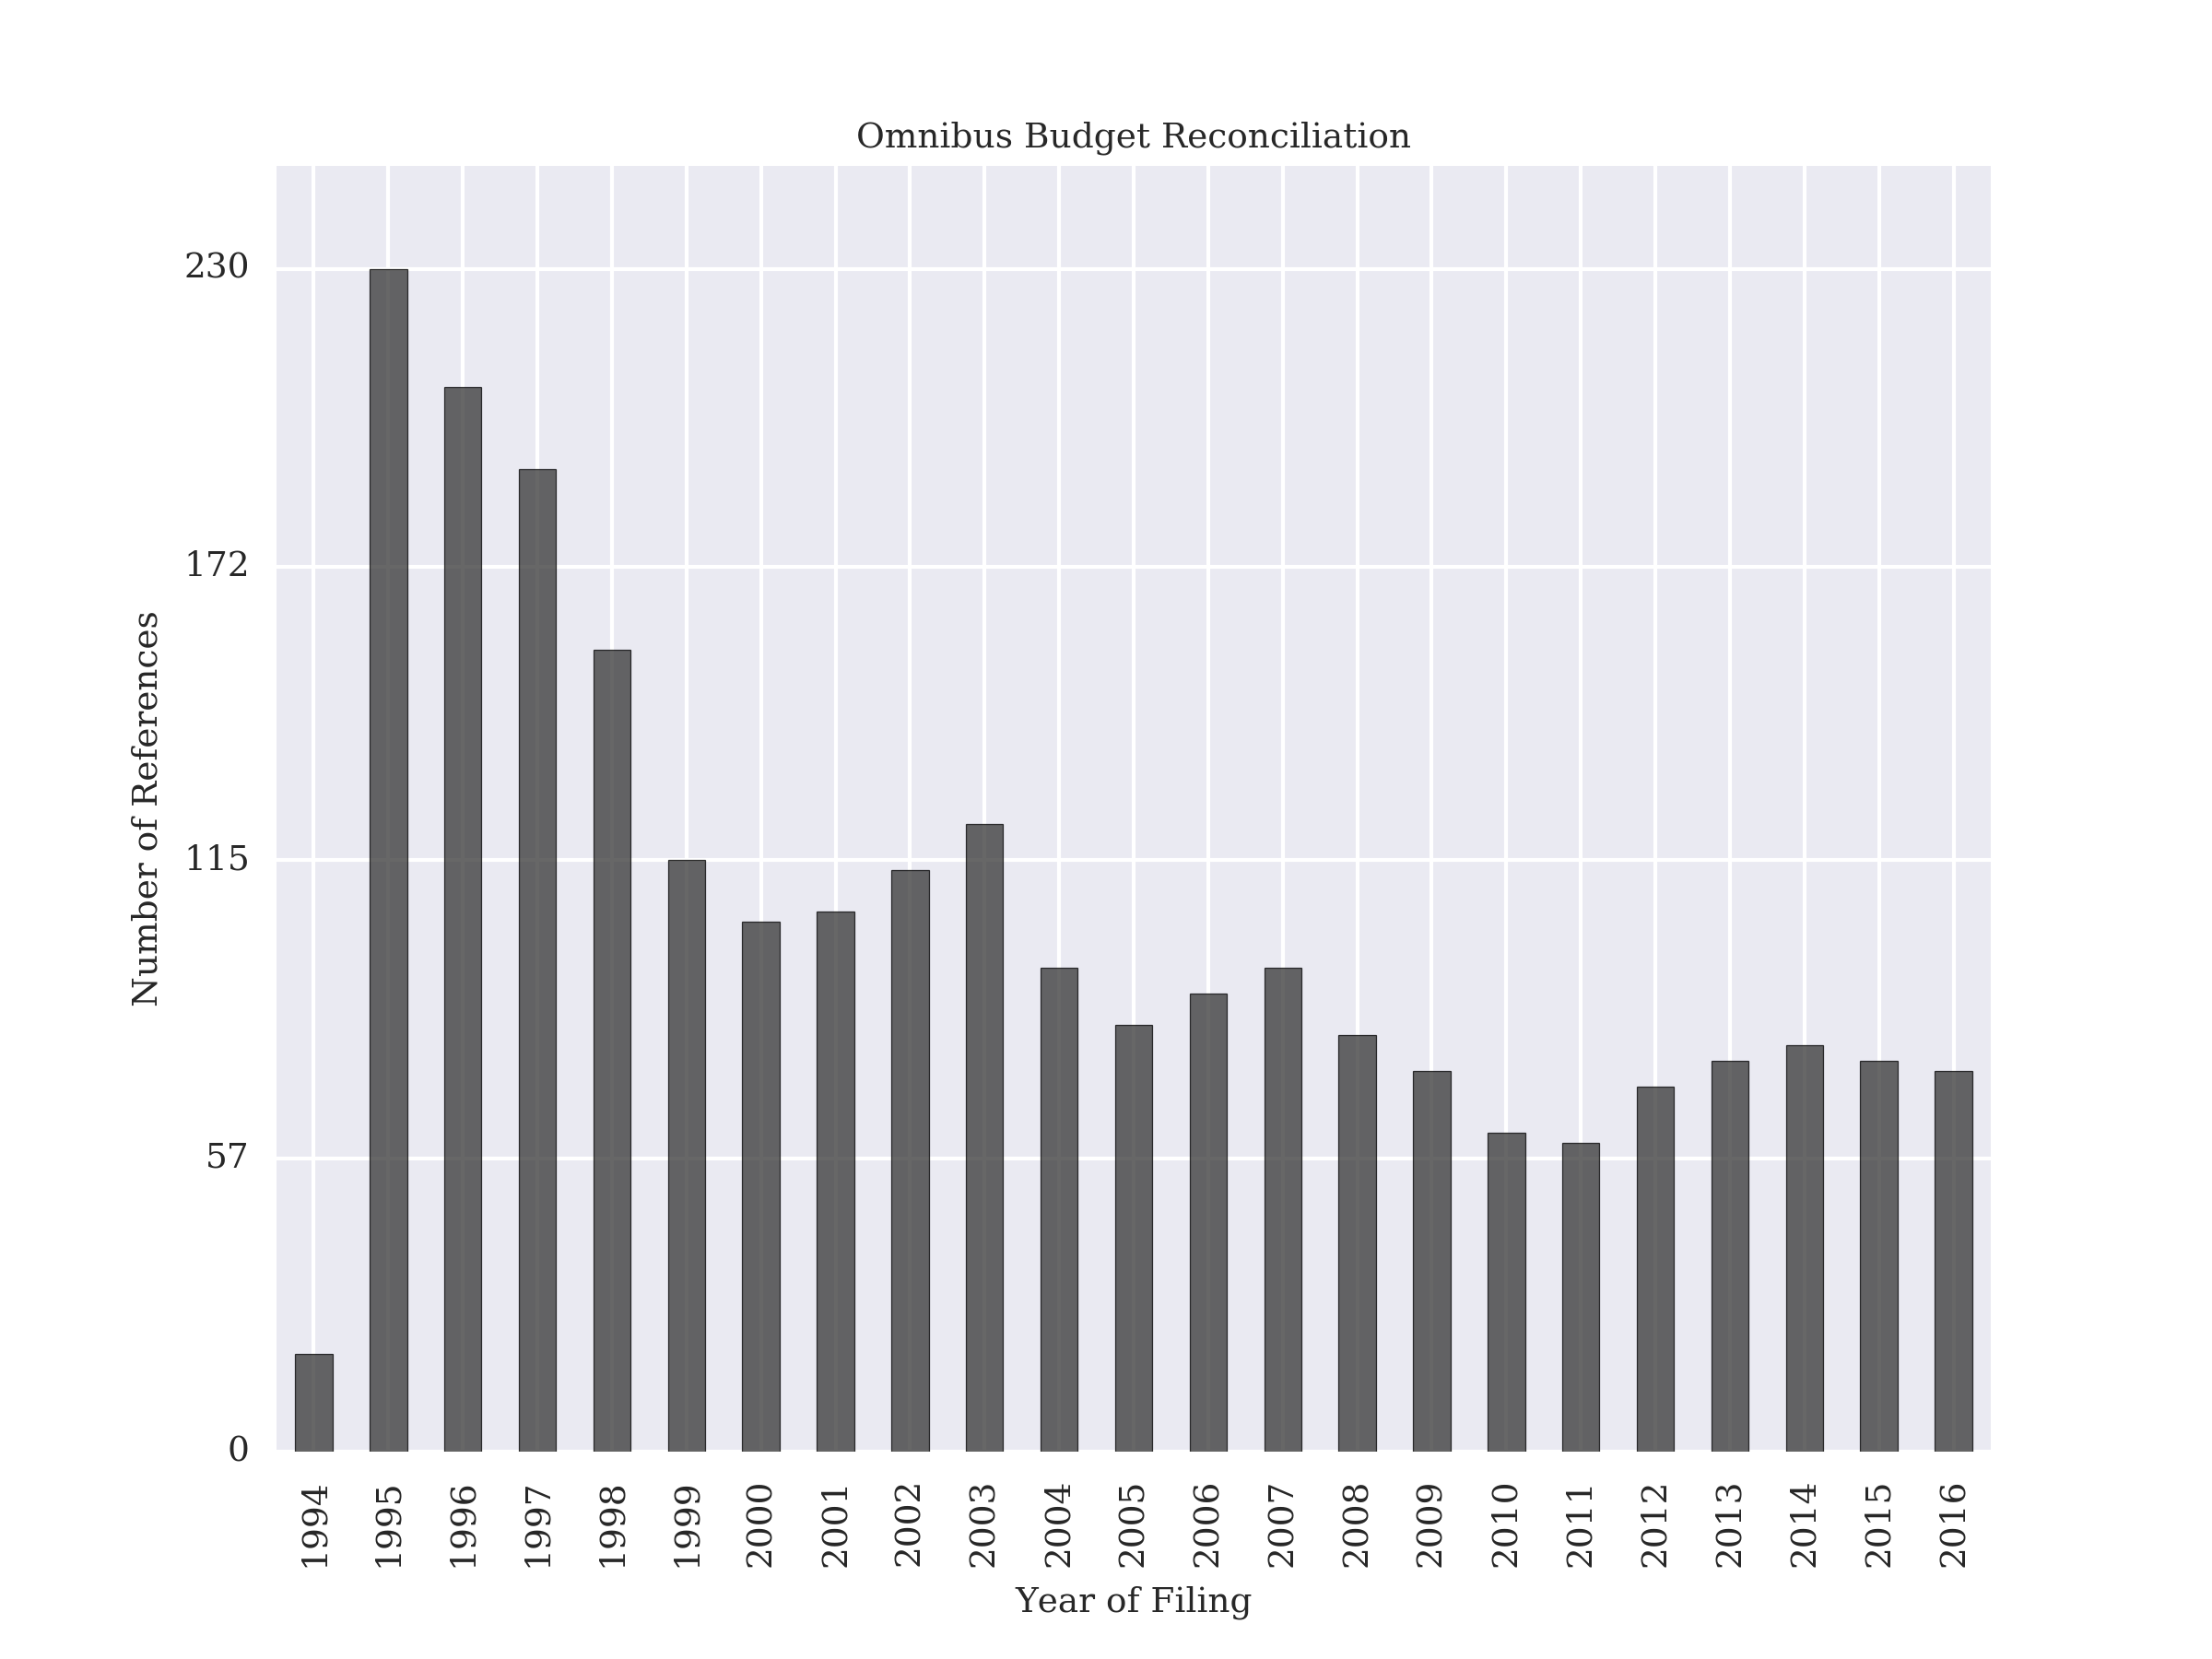 Omnibus Budget Reconciliation
Number of References
230
172
115
57
0
1994 1995 1996 1997 1998 1999 2000 2001 2002 2003 2004 2005 2006 2007 2008 2009 2010 2011 2012 2013 2014 2015 2016
Year of Filing